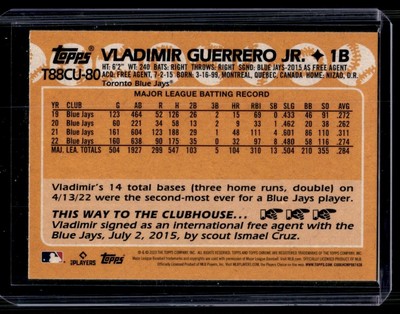 Topps
T88CU-80
VLADIMIR GUERRERO JR. ✦ 1B
HT: 6'2" WT: 240 BATS: RIGHT THROWS: RIGHT SGND: BLUE JAYS-2015 AS FREE AGENT
ACQ: FREE AGENT, 7-2-15 BORN: 3-16-99, MONTREAL, QUEBEC, CANADA HOME: NIZAO, D.R.
Toronto Blue Jays
MAJOR LEAGUE BATTING RECORD
YR CLUB G AB R H 2B 3B HR RBI SB SLG BB AVG
19 Blue Jays 123 464 52 126 26 2 15 69 0 .433 46 .272
20 Blue Jays 60 221 34 58 13 2 9 33 1 .462 20 .262
21 Blue Jays 161 604 123 188 29 1 48 111 4 .601 86 .311
22 Blue Jays 160 638 90 175 35 0 32 97 8 .480 58 .274
MAJ. LEA. TOTALS 504 1927 299 547 103 5 104 310 13 .500 210 .284
Vladimir's 14 total bases (three home runs, double) on
4/13/22 were the second-most ever for a Blue Jays player.
THIS WAY TO THE CLUBHOUSE...
Vladimir signed as an international free agent with the
Blue Jays, July 2, 2015, by scout Ismael Cruz.
PLAYERS
Topps